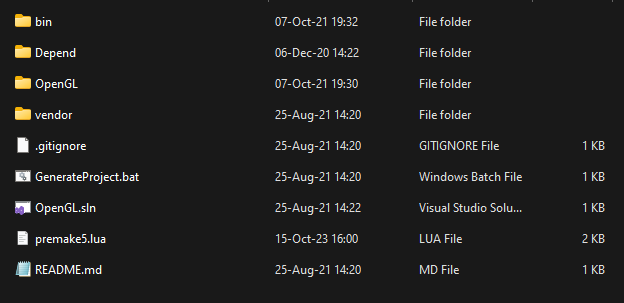 bin 07-Oct-21 19:32 File folder
Depend 06-Dec-20 14:22 File folder
OpenGL 07-Oct-21 19:30 File folder
vendor 25-Aug-21 14:20 File folder
.gitignore 25-Aug-21 14:20 GITIGNORE File 1 KB
GenerateProject.bat 25-Aug-21 14:20 Windows Batch File 1 KB
OpenGL.sln 25-Aug-21 14:22 Visual Studio Solu... 1 KB
premake5.lua 15-Oct-23 16:00 LUA File 2 KB
README.md 25-Aug-21 14:20 MD File 1 KB